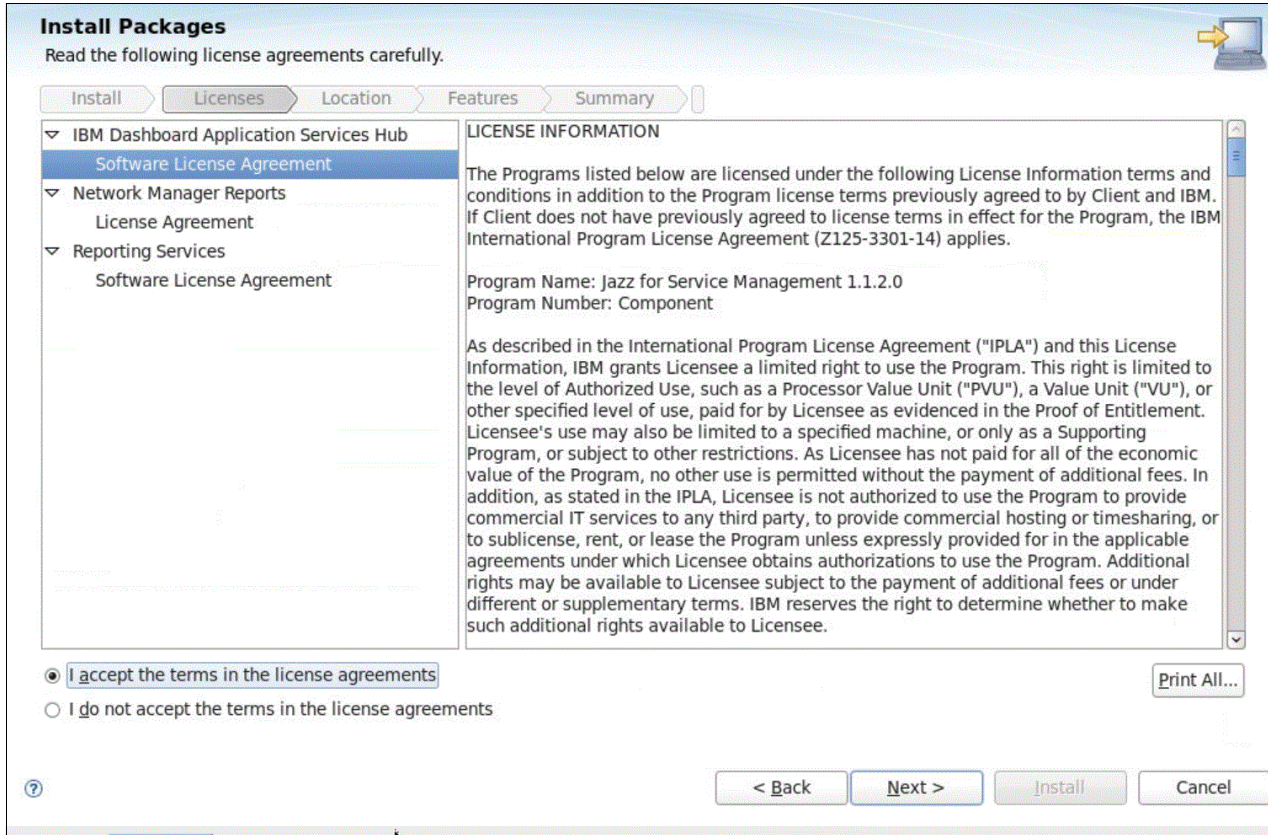 Install Packages
Read the following license agreements carefully.
Install
Licenses
Location
Features
Summary
IBM Dashboard Application Services Hub
Software License Agreement
Network Manager Reports
License Agreement
Reporting Services
Software License Agreement
LICENSE INFORMATION
The Programs listed below are licensed under the following License Information terms and
conditions in addition to the Program license terms previously agreed to by Client and IBM.
If Client does not have previously agreed to license terms in effect for the Program, the IBM
International Program License Agreement (Z125-3301-14) applies.
Program Name: Jazz for Service Management 1.1.2.0
Program Number: Component
As described in the International Program License Agreement ("IPLA") and this License
Information, IBM grants Licensee a limited right to use the Program. This right is limited to
the level of Authorized Use, such as a Processor Value Unit ("PVU"), a Value Unit ("VU"), or
other specified level of use, paid for by Licensee as evidenced in the Proof of Entitlement.
Licensee's use may also be limited to a specified machine, or only as a Supporting
Program, or subject to other restrictions. As Licensee has not paid for all of the economic
value of the Program, no other use is permitted without the payment of additional fees. In
addition, as stated in the IPLA, Licensee is not authorized to use the Program to provide
commercial IT services to any third party, to provide commercial hosting or timesharing, or
to sublicense, rent, or lease the Program unless expressly provided for in the applicable
agreements under which Licensee obtains authorizations to use the Program. Additional
rights may be available to Licensee subject to the payment of additional fees or under
different or supplementary terms. IBM reserves the right to determine whether to make
such additional rights available to Licensee.
I accept the terms in the license agreements
Print All...
I do not accept the terms in the license agreements
?
< Back
Next >
Install
Cancel